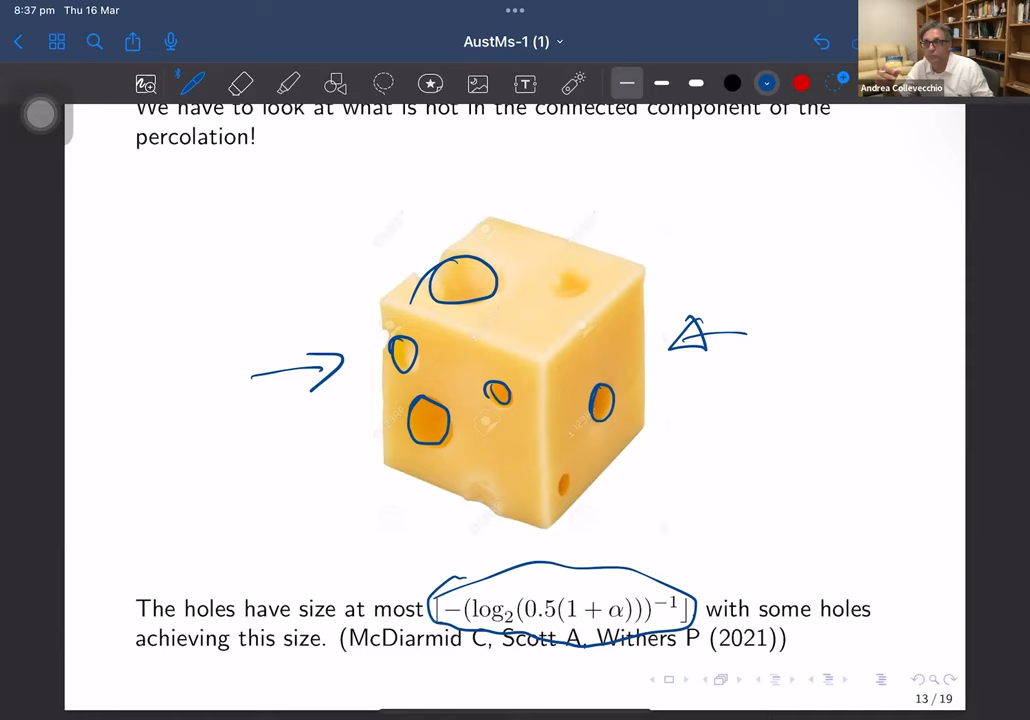 8:37 pm Thu 16 Mar
AustMs-1 (1)
Andrea Collevecchio
We have to look at what is not in the connected component of the
percolation!
The holes have size at most ⌊−(log₂(0.5(1 + α)))⁻¹⌋ with some holes
achieving this size. (McDiarmid C, Scott A, Withers P (2021))
13 / 19